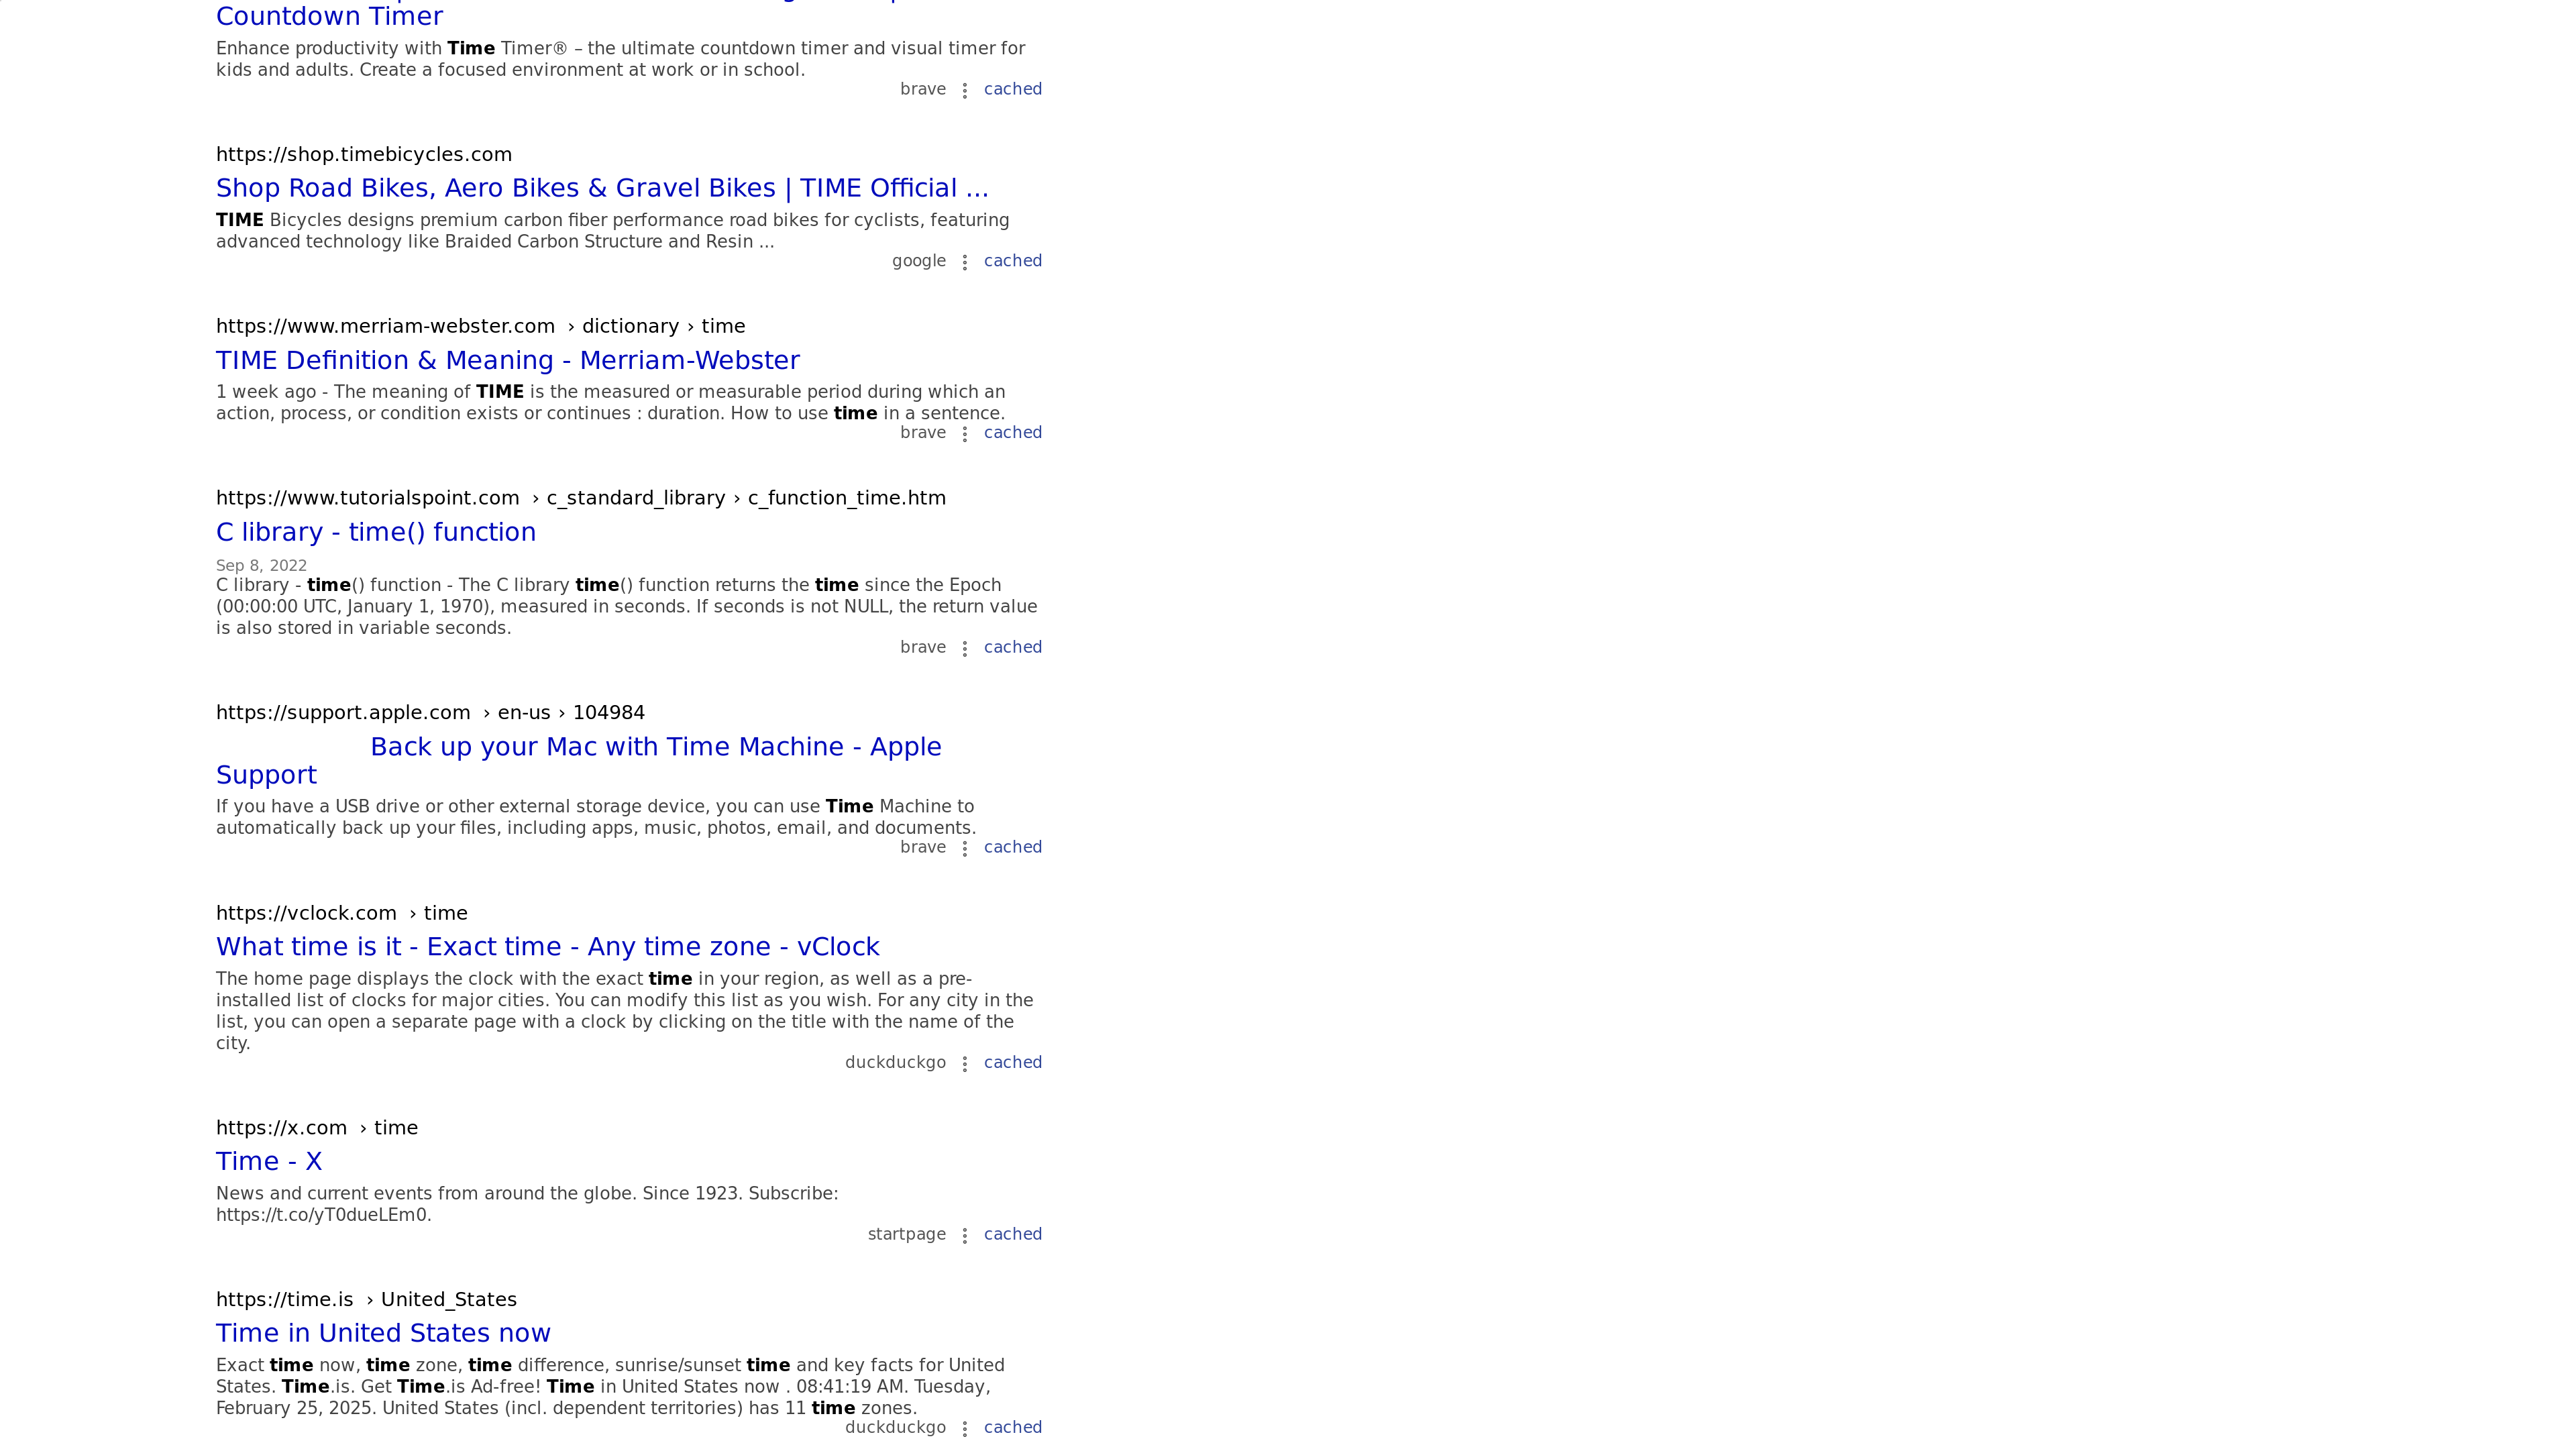 Countdown Timer
Enhance productivity with Time Timer® – the ultimate countdown timer and visual timer for
kids and adults. Create a focused environment at work or in school.
brave ⋮ cached
https://shop.timebicycles.com
Shop Road Bikes, Aero Bikes & Gravel Bikes | TIME Official ...
TIME Bicycles designs premium carbon fiber performance road bikes for cyclists, featuring
advanced technology like Braided Carbon Structure and Resin ...
google ⋮ cached
https://www.merriam-webster.com › dictionary › time
TIME Definition & Meaning - Merriam-Webster
1 week ago - The meaning of TIME is the measured or measurable period during which an
action, process, or condition exists or continues : duration. How to use time in a sentence.
brave ⋮ cached
https://www.tutorialspoint.com › c_standard_library › c_function_time.htm
C library - time() function
Sep 8, 2022
C library - time() function - The C library time() function returns the time since the Epoch
(00:00:00 UTC, January 1, 1970), measured in seconds. If seconds is not NULL, the return value
is also stored in variable seconds.
brave ⋮ cached
https://support.apple.com › en-us › 104984
Back up your Mac with Time Machine - Apple
Support
If you have a USB drive or other external storage device, you can use Time Machine to
automatically back up your files, including apps, music, photos, email, and documents.
brave ⋮ cached
https://vclock.com › time
What time is it - Exact time - Any time zone - vClock
The home page displays the clock with the exact time in your region, as well as a pre-
installed list of clocks for major cities. You can modify this list as you wish. For any city in the
list, you can open a separate page with a clock by clicking on the title with the name of the
city.
duckduckgo ⋮ cached
https://x.com › time
Time - X
News and current events from around the globe. Since 1923. Subscribe:
https://t.co/yT0dueLEm0.
startpage ⋮ cached
https://time.is › United_States
Time in United States now
Exact time now, time zone, time difference, sunrise/sunset time and key facts for United
States. Time.is. Get Time.is Ad-free! Time in United States now . 08:41:19 AM. Tuesday,
February 25, 2025. United States (incl. dependent territories) has 11 time zones.
duckduckgo ⋮ cached